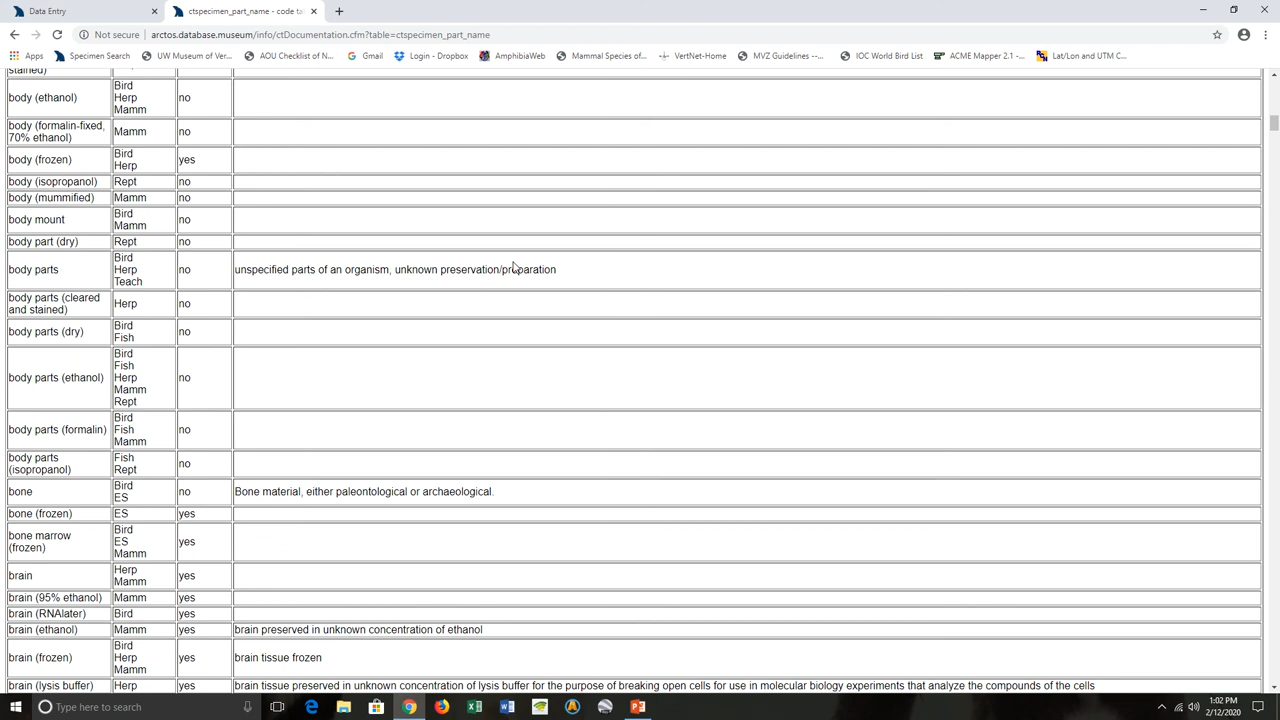 Data Entry
ctspecimen_part_name - code ta
Not secure
arctos.database.museum/info/ctDocumentation.cfm?table=ctspecimen_part_name
Apps
Specimen Search
UW Museum of Ver...
AOU Checklist of N...
Gmail
Login - Dropbox
AmphibiaWeb
Mammal Species of...
VertNet-Home
MVZ Guidelines --...
IOC World Bird List
ACME Mapper 2.1 -...
Lat/Lon and UTM C...
stained)
body (ethanol)
Bird
Herp
Mamm
no
body (formalin-fixed,
70% ethanol)
Mamm
no
body (frozen)
Bird
Herp
yes
body (isopropanol)
Rept
no
body (mummified)
Mamm
no
body mount
Bird
Mamm
no
body part (dry)
Rept
no
body parts
Bird
Herp
Teach
no
unspecified parts of an organism, unknown preservation/preparation
body parts (cleared
and stained)
Herp
no
body parts (dry)
Bird
Fish
no
body parts (ethanol)
Bird
Fish
Herp
Mamm
Rept
no
body parts (formalin)
Bird
Fish
Mamm
no
body parts
(isopropanol)
Fish
Rept
no
bone
Bird
ES
no
Bone material, either paleontological or archaeological.
bone (frozen)
ES
yes
bone marrow
(frozen)
Bird
ES
Mamm
yes
brain
Herp
Mamm
yes
brain (95% ethanol)
Mamm
yes
brain (RNAlater)
Bird
yes
brain (ethanol)
Mamm
yes
brain preserved in unknown concentration of ethanol
brain (frozen)
Bird
Herp
Mamm
yes
brain tissue frozen
brain (lysis buffer)
Herp
yes
brain tissue preserved in unknown concentration of lysis buffer for the purpose of breaking open cells for use in molecular biology experiments that analyze the compounds of the cells
Type here to search
1:02 PM
2/12/2020